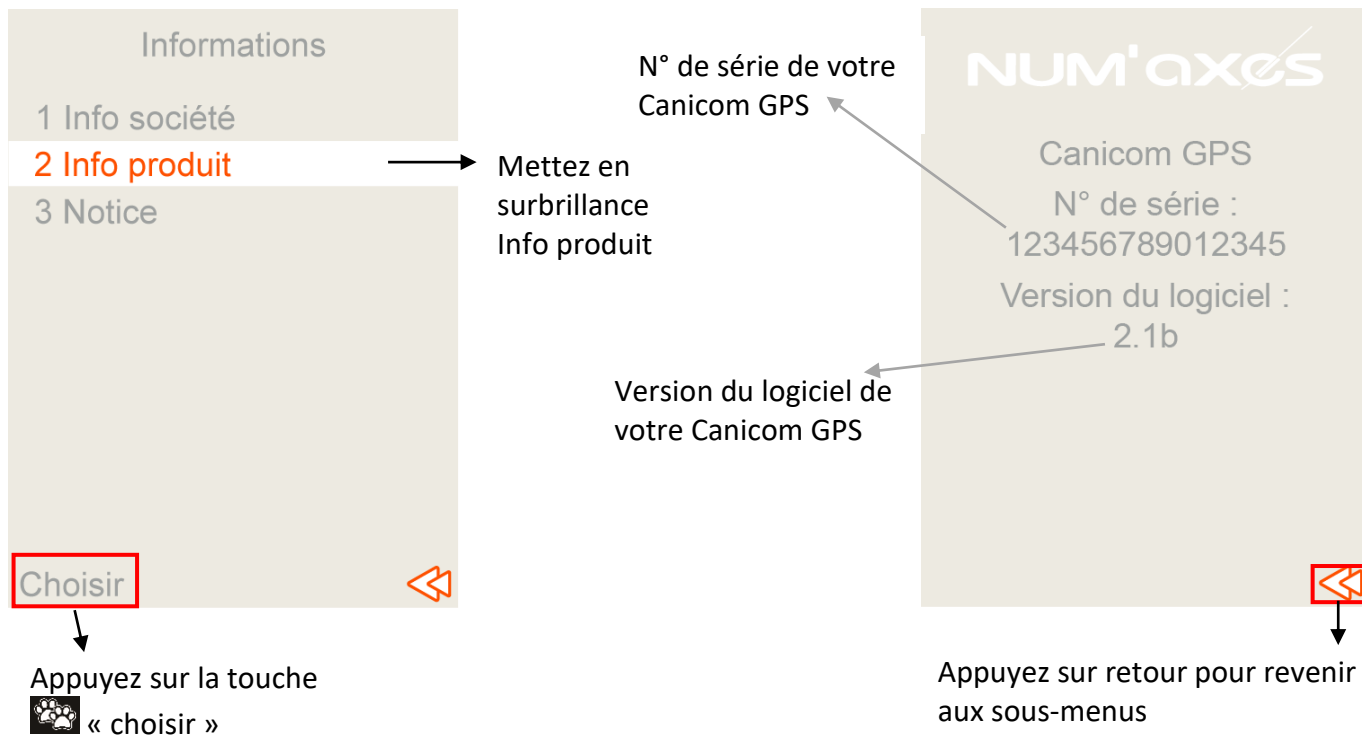 Informations
1 Info société
2 Info produit
3 Notice
Choisir
Mettez en
surbrillance
Info produit
Appuyez sur la touche
« choisir »
N° de série de votre
Canicom GPS
Version du logiciel de
votre Canicom GPS
NUM'axes
Canicom GPS
N° de série :
123456789012345
Version du logiciel :
2.1b
Appuyez sur retour pour revenir
aux sous-menus